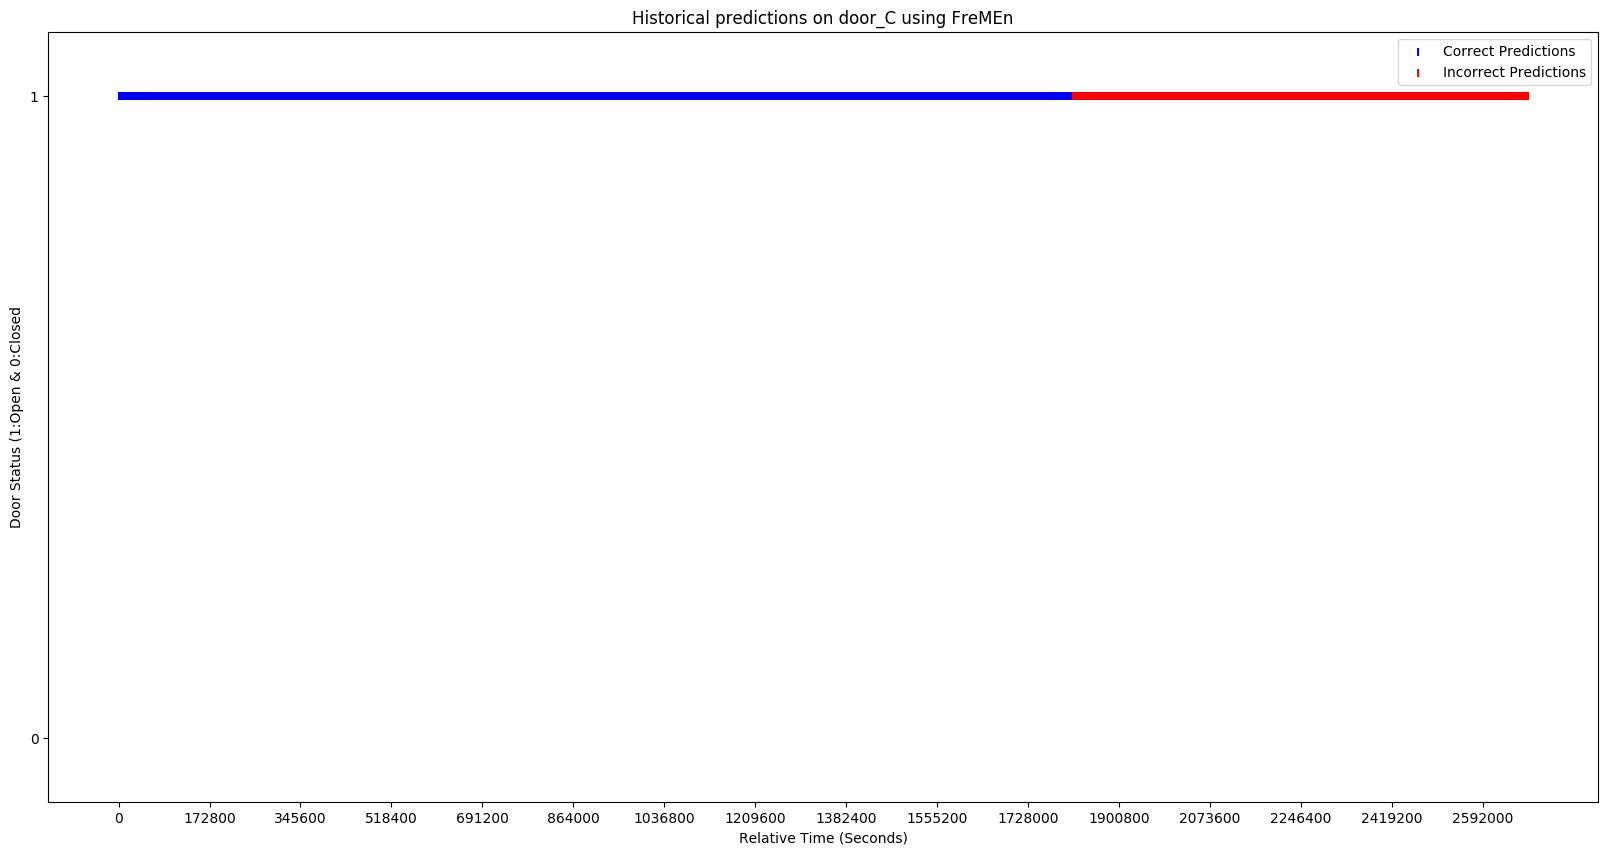 Historical predictions on door_C using FreMEn
Correct Predictions
Incorrect Predictions
1
0
Door Status (1:Open & 0:Closed
0 172800 345600 518400 691200 864000 1036800 1209600 1382400 1555200 1728000 1900800 2073600 2246400 2419200 2592000
Relative Time (Seconds)